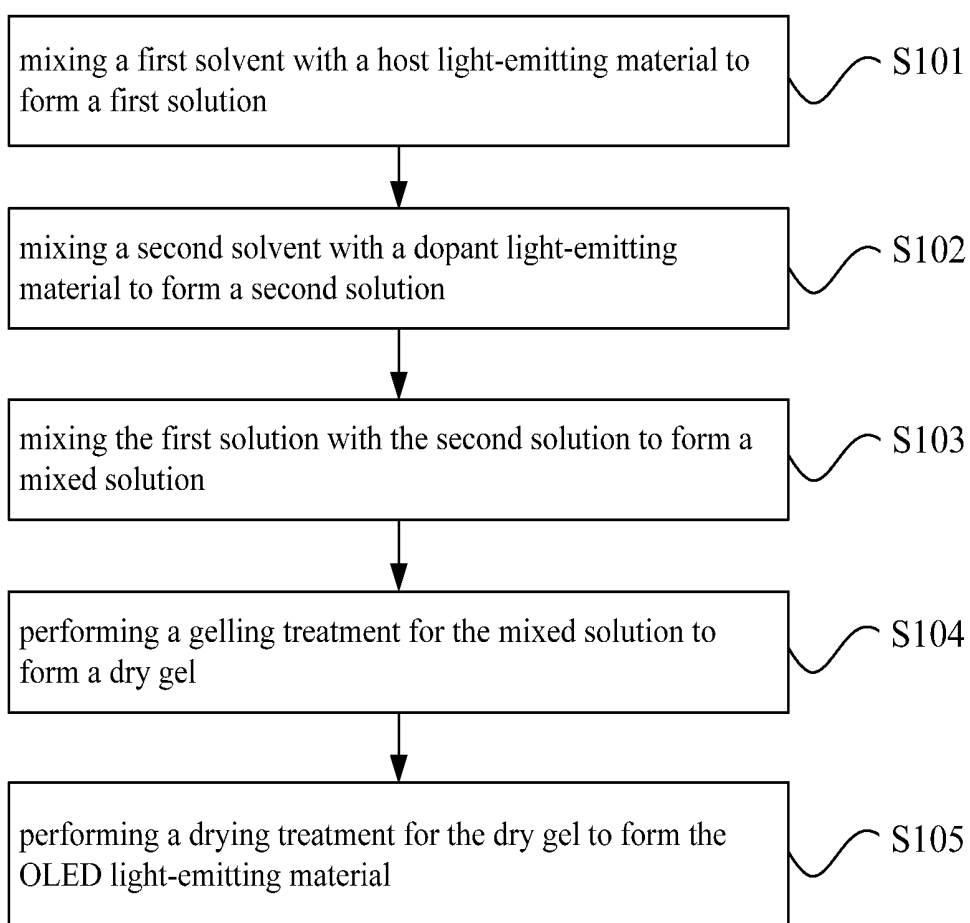 mixing a first solvent with a host light-emitting material to
form a first solution
S101
mixing a second solvent with a dopant light-emitting
material to form a second solution
S102
mixing the first solution with the second solution to form a
mixed solution
S103
performing a gelling treatment for the mixed solution to
form a dry gel
S104
performing a drying treatment for the dry gel to form the
OLED light-emitting material
S105